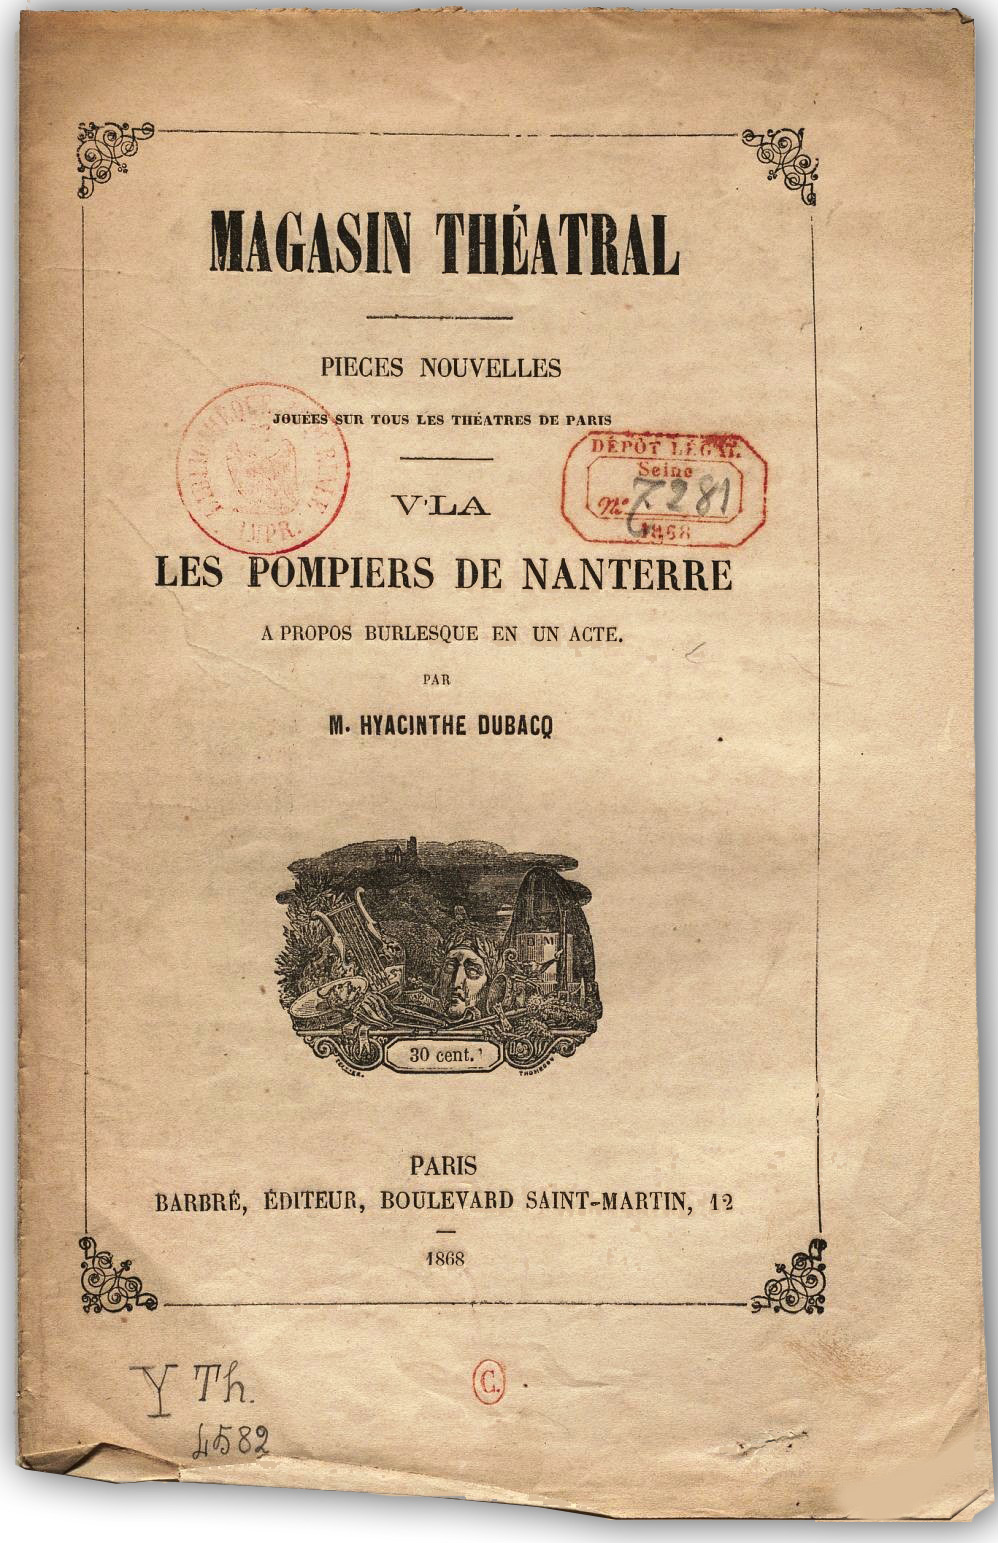 MAGASIN THÉATRAL
PIECES NOUVELLES
JOUÉES SUR TOUS LES THÉATRES DE PARIS
DÉPÔT LÉGAL
Seine
No 7281
1868
IMPR.
V'LA
LES POMPIERS DE NANTERRE
A PROPOS BURLESQUE EN UN ACTE.
PAR
M. HYACINTHE DUBACQ
30 cent.
PARIS
BARBRÉ, ÉDITEUR, BOULEVARD SAINT-MARTIN, 12
1868
C.
Y Th.
4582